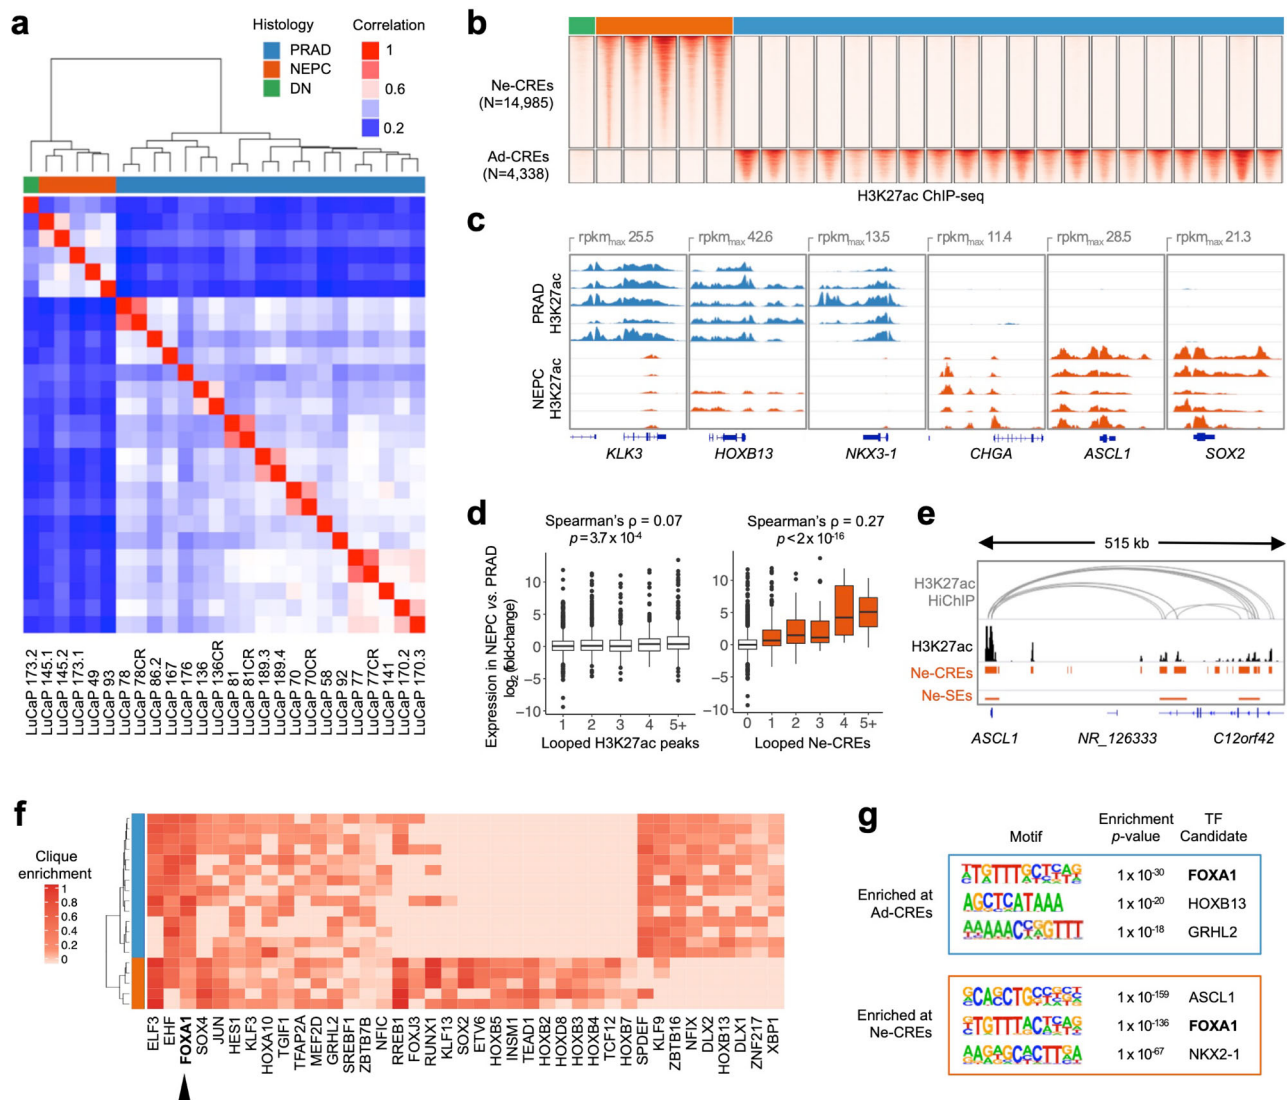 a
Histology
PRAD
NEPC
DN
Correlation
1
0.6
0.2
LuCaP 173.2
LuCaP 145.1
LuCaP 145.2
LuCaP 173.1
LuCaP 49
LuCaP 93
LuCaP 78
LuCaP 78CR
LuCaP 86.2
LuCaP 167
LuCaP 176
LuCaP 136
LuCaP 136CR
LuCaP 81
LuCaP 81CR
LuCaP 189.3
LuCaP 189.4
LuCaP 70
LuCaP 70CR
LuCaP 58
LuCaP 92
LuCaP 77
LuCaP 77CR
LuCaP 141
LuCaP 170.2
LuCaP 170.3
b
Ne-CREs
(N=14,985)
Ad-CREs
(N=4,338)
H3K27ac ChIP-seq
c
rpkmmax 25.5
rpkmmax 42.6
rpkmmax 13.5
rpkmmax 11.4
rpkmmax 28.5
rpkmmax 21.3
PRAD
H3K27ac
NEPC
H3K27ac
KLK3
HOXB13
NKX3-1
CHGA
ASCL1
SOX2
d
Spearman's ρ = 0.07
p = 3.7 x 10-4
Spearman's ρ = 0.27
p < 2 x 10-16
Expression in NEPC vs. PRAD
log2 (fold-change)
10
5
0
−5
−10
1 2 3 4 5+
Looped H3K27ac peaks
10
5
0
−5
−10
0 1 2 3 4 5+
Looped Ne-CREs
e
515 kb
H3K27ac
HiChIP
H3K27ac
Ne-CREs
Ne-SEs
ASCL1
NR_126333
C12orf42
f
Clique
enrichment
1
0.8
0.6
0.4
0.2
0
ELF3
EHF
FOXA1
SOX4
JUN
HES1
KLF3
HOXA10
TGIF1
TFAP2A
MEF2D
GRHL2
SREBF1
ZBTB7B
NFIC
RREB1
FOXJ3
RUNX1
KLF13
SOX2
ETV6
HOXB5
INSM1
TEAD1
HOXB2
HOXD8
HOXB3
HOXB4
TCF12
HOXB7
SPDEF
KLF9
ZBTB16
NFIX
DLX2
HOXB13
DLX1
ZNF217
XBP1
g
Motif
Enrichment
p-value
TF
Candidate
Enriched at
Ad-CREs
1 x 10-30 FOXA1
1 x 10-20 HOXB13
1 x 10-18 GRHL2
Enriched at
Ne-CREs
1 x 10-159 ASCL1
1 x 10-136 FOXA1
1 x 10-67 NKX2-1